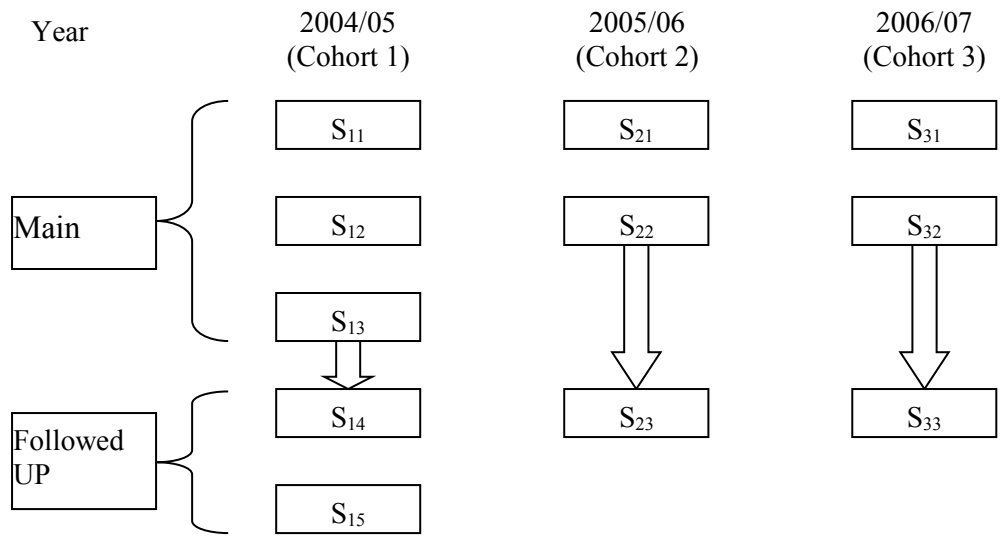 Year
2004/05
(Cohort 1)
2005/06
(Cohort 2)
2006/07
(Cohort 3)
S₁₁
S₂₁
S₃₁
Main
S₁₂
S₂₂
S₃₂
S₁₃
S₁₄
S₂₃
S₃₃
Followed
UP
S₁₅